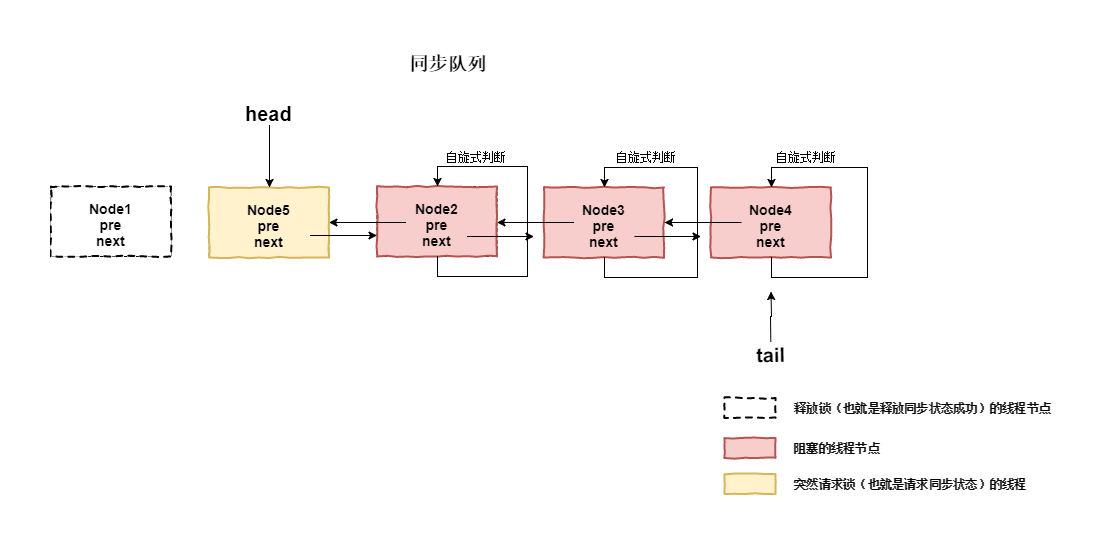 同步队列
head
自旋式判断
自旋式判断
自旋式判断
Node1
pre
next
Node5
pre
next
Node2
pre
next
Node3
pre
next
Node4
pre
next
tail
释放锁（也就是释放同步状态成功）的线程节点
阻塞的线程节点
突然请求锁（也就是请求同步状态）的线程